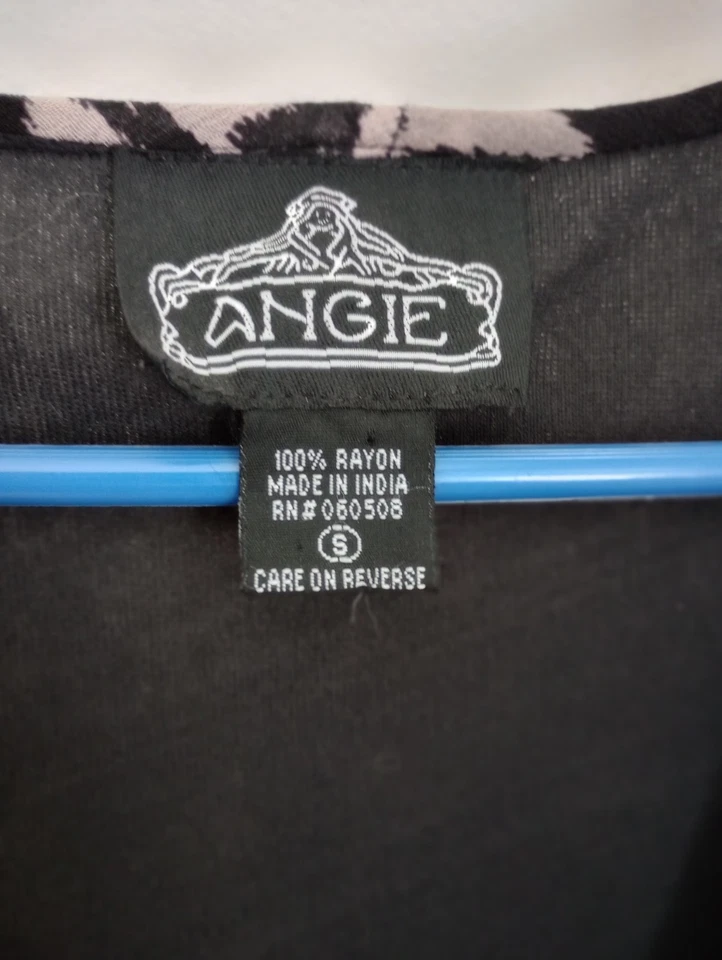 ANGIE
100% RAYON
MADE IN INDIA
RN# 060508
S
CARE ON REVERSE